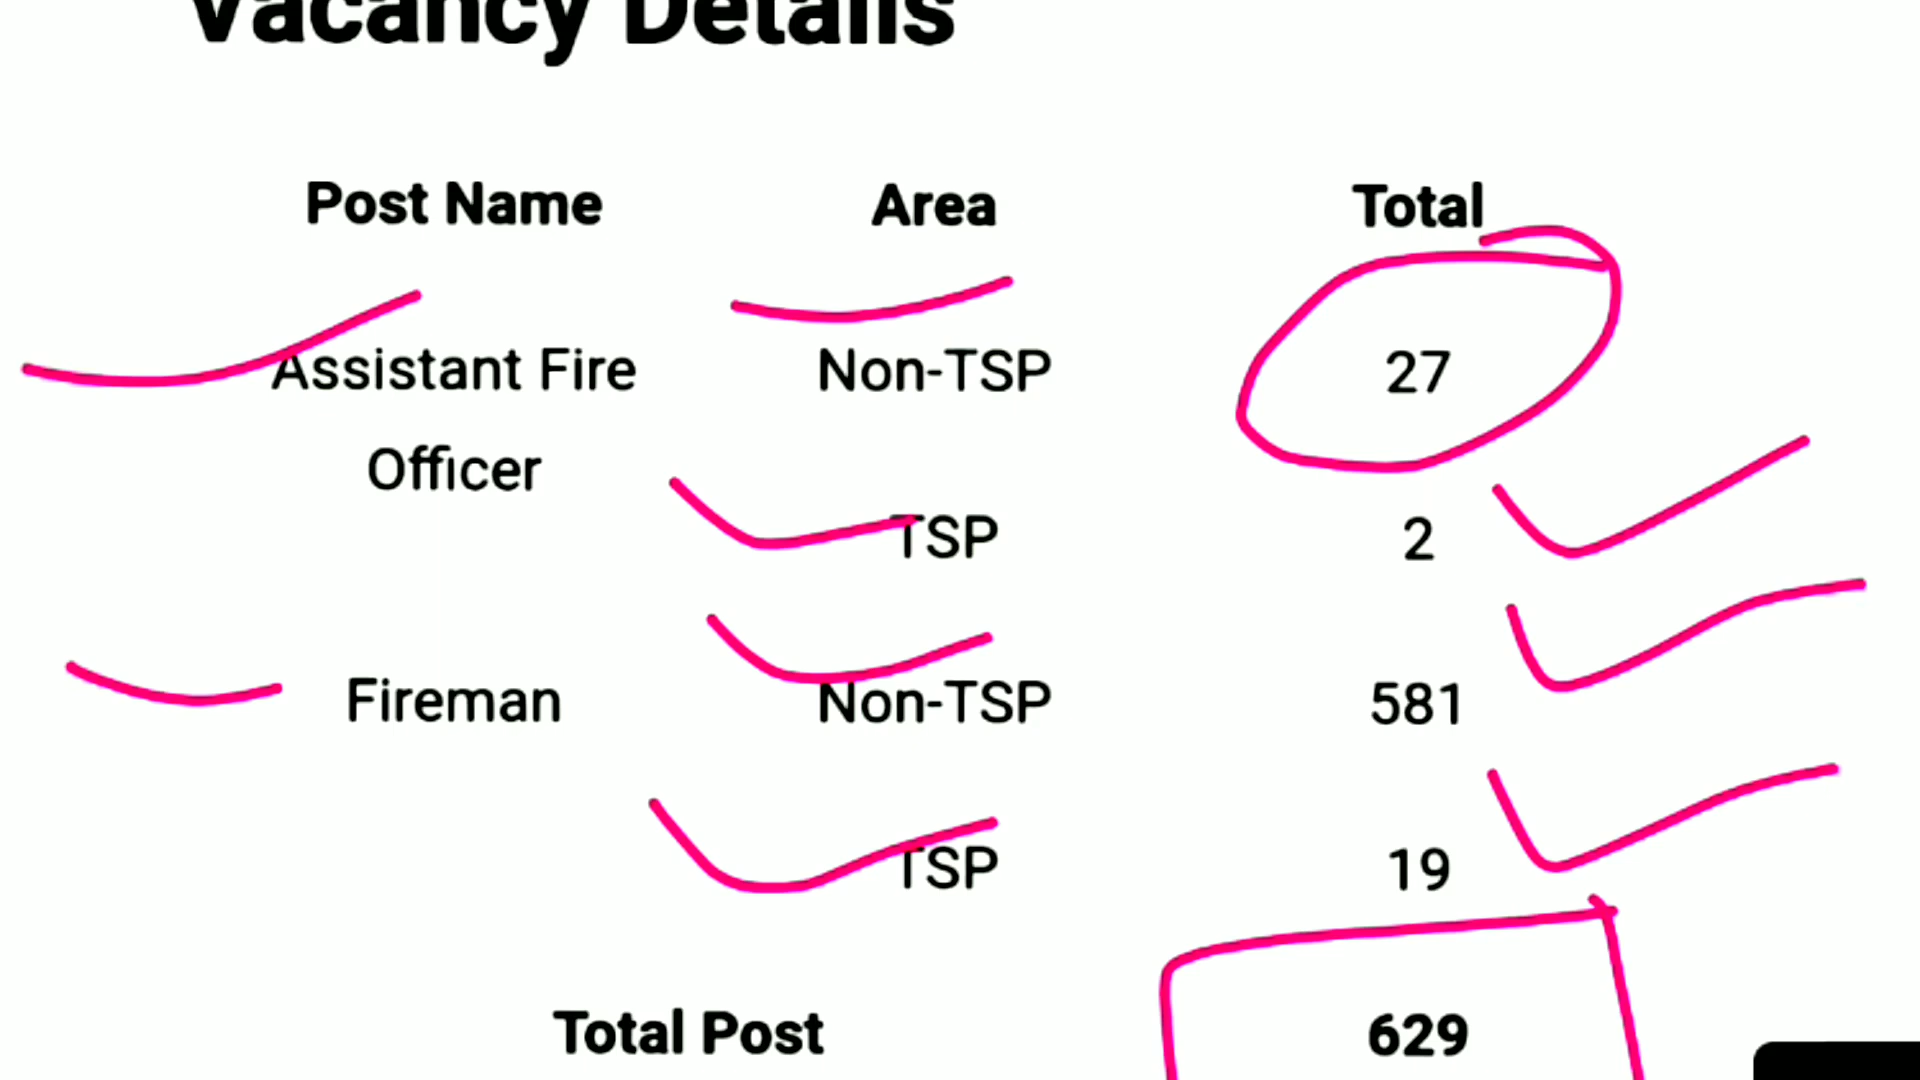 Vacancy Details
Post Name Area Total
Assistant Fire Officer Non-TSP 27
TSP 2
Fireman Non-TSP 581
TSP 19
Total Post 629